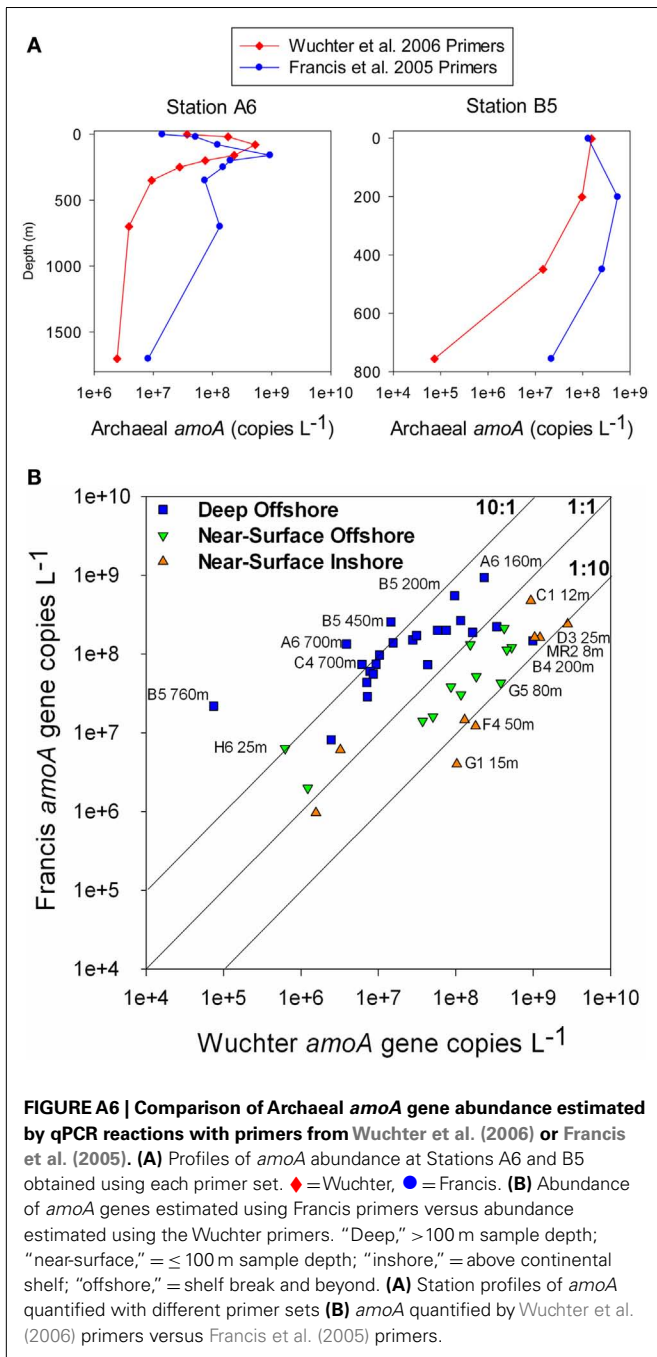 A
Wuchter et al. 2006 Primers
Francis et al. 2005 Primers
Station A6
Station B5
Depth (m)
0
500
1000
1500
1e+6 1e+7 1e+8 1e+9 1e+10
Archaeal amoA (copies L-1)
0
200
400
600
800
1e+4 1e+5 1e+6 1e+7 1e+8 1e+9
Archaeal amoA (copies L-1)
B
Francis amoA gene copies L-1
1e+10
1e+9
1e+8
1e+7
1e+6
1e+5
1e+4
Deep Offshore
Near-Surface Offshore
Near-Surface Inshore
10:1
1:1
1:10
A6 160m
B5 200m
C1 12m
B5 450m
A6 700m
D3 25m
MR2 8m
C4 700m
B4 200m
B5 760m
G5 80m
H6 25m
F4 50m
G1 15m
1e+4 1e+5 1e+6 1e+7 1e+8 1e+9 1e+10
Wuchter amoA gene copies L-1
FIGURE A6 | Comparison of Archaeal amoA gene abundance estimated
by qPCR reactions with primers from Wuchter et al. (2006) or Francis
et al. (2005). (A) Profiles of amoA abundance at Stations A6 and B5
obtained using each primer set. ♦ = Wuchter, ● = Francis. (B) Abundance
of amoA genes estimated using Francis primers versus abundance
estimated using the Wuchter primers. “Deep,” >100 m sample depth;
“near-surface,” = ≤ 100 m sample depth; “inshore,” = above continental
shelf; “offshore,” = shelf break and beyond. (A) Station profiles of amoA
quantified with different primer sets (B) amoA quantified by Wuchter et al.
(2006) primers versus Francis et al. (2005) primers.